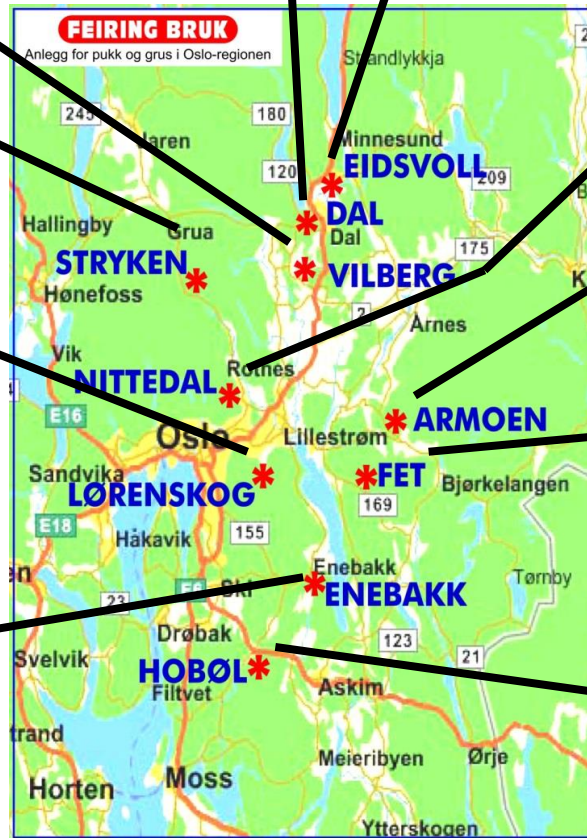 FEIRING BRUK
Anlegg for pukk og grus i Oslo-regionen
Strandlykkja
245
180
Jaren
Minnesund
120
EIDSVOLL
209
Hallingby
Grua
DAL
Dal
175
STRYKEN
VILBERG
Hønefoss
K
2
Årnes
Vik
Rotnes
NITTEDAL
E16
Oslo
Lillestrøm
ARMOEN
Sandvika
LØRENSKOG
FET
Bjørkelangen
169
E18
Håkavik
155
Enebakk
Tørnby
E6
Ski
ENEBAKK
23
Drøbak
123
21
Svelvik
HOBØL
Filtvet
Askim
trand
Meieribyen
Ørje
Horten
Moss
Ytterskogen